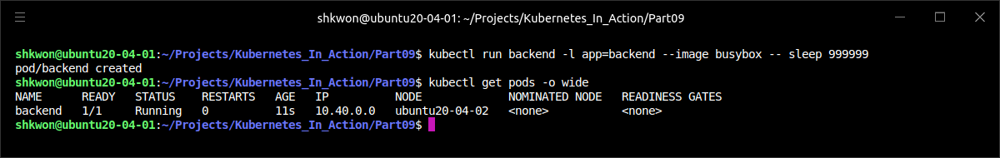 shkwon@ubuntu20-04-01: ~/Projects/Kubernetes_In_Action/Part09
shkwon@ubuntu20-04-01:~/Projects/Kubernetes_In_Action/Part09$ kubectl run backend -l app=backend --image busybox -- sleep 999999
pod/backend created
shkwon@ubuntu20-04-01:~/Projects/Kubernetes_In_Action/Part09$ kubectl get pods -o wide
NAME      READY   STATUS    RESTARTS   AGE   IP          NODE             NOMINATED NODE   READINESS GATES
backend   1/1     Running   0          11s   10.40.0.0   ubuntu20-04-02   <none>           <none>
shkwon@ubuntu20-04-01:~/Projects/Kubernetes_In_Action/Part09$